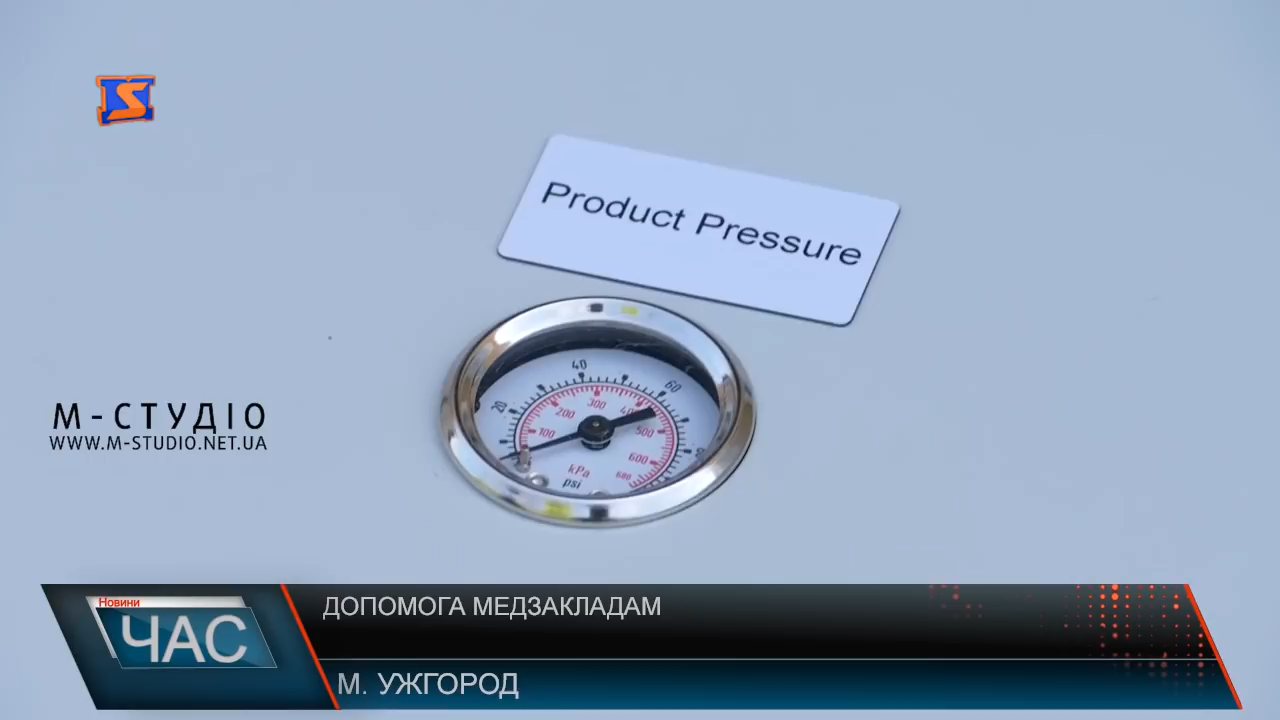 Product Pressure
40
60
20
300
200
400
100
500
600
680
kPa
psi
М-СТУДІО
WWW.M-STUDIO.NET.UA
Новини
ЧАС
ДОПОМОГА МЕДЗАКЛАДАМ
М. УЖГОРОД